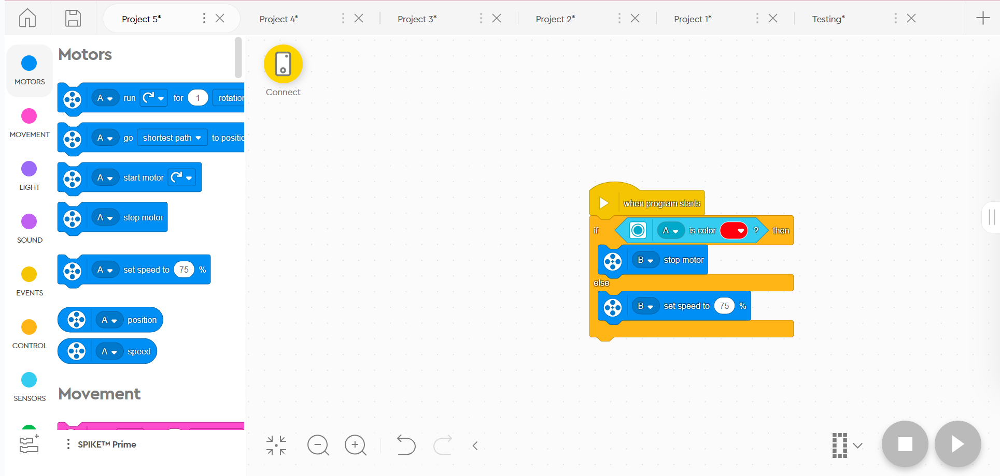 Project 5*
Project 4*
Project 3*
Project 2*
Project 1*
Testing*
MOTORS
MOVEMENT
LIGHT
SOUND
EVENTS
CONTROL
SENSORS
Motors
A run for 1 rotation
A go shortest path to positio
A start motor
A stop motor
A set speed to 75 %
A position
A speed
Movement
SPIKE™ Prime
Connect
when program starts
if A is color ? then
B stop motor
else
B set speed to 75 %